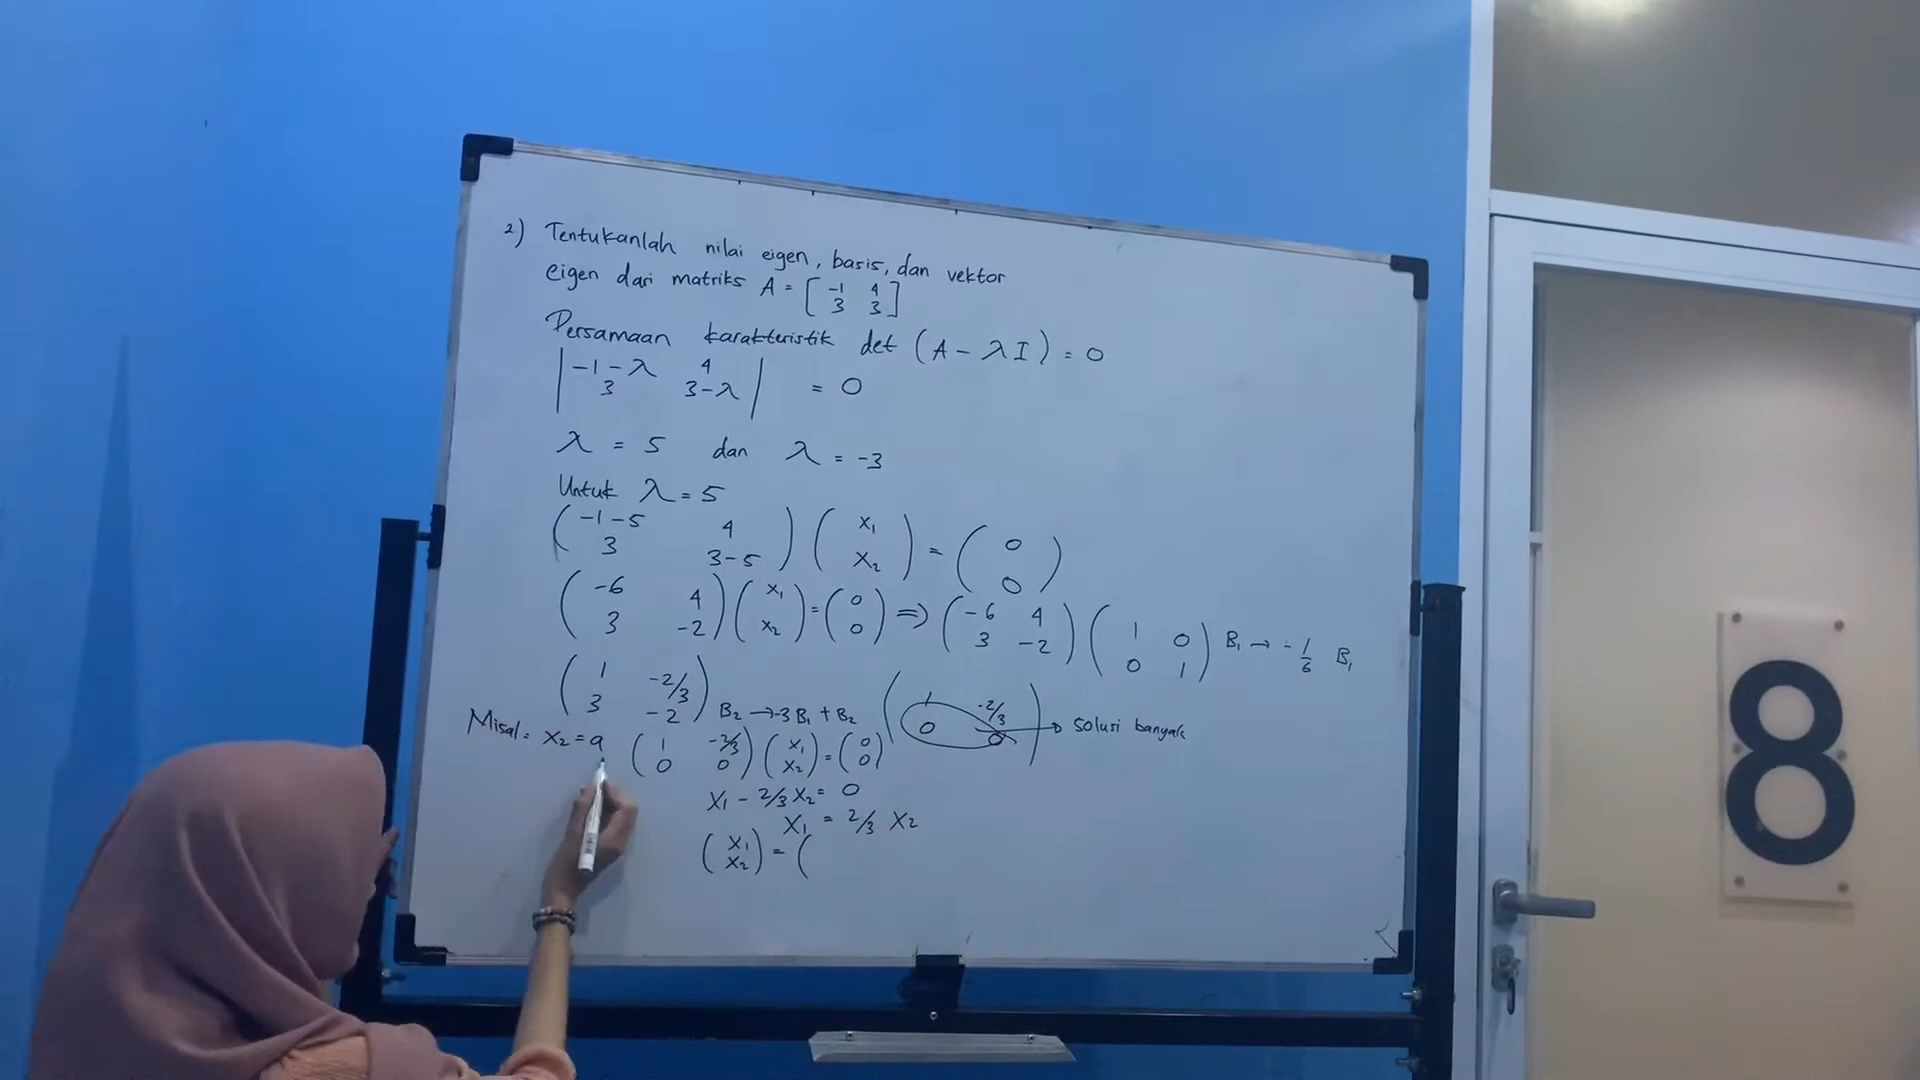 2) Tentukanlah nilai eigen, basis, dan vektor
eigen dari matriks A = [ -1 4
3 3 ]
Persamaan karakteristik det (A - λI) = 0
| -1-λ 4
3 3-λ | = 0
λ = 5 dan λ = -3
Untuk λ = 5
( -1-5 4
3 3-5 ) ( x₁
x₂ ) = ( 0
0 )
( -6 4
3 -2 ) ( x₁
x₂ ) = ( 0
0 ) => ( -6 4
3 -2 ) ( 1 0
0 1 ) B₁ → -1/6 B₁
( 1 -2/3
3 -2 ) B₂ → -3B₁ + B₂ ( 1 -2/3
0 0 ) → solusi banyak
Misal = x₂ = a ( 1 -2/3
0 0 ) ( x₁
x₂ ) = ( 0
0 )
x₁ - 2/3 x₂ = 0
x₁ = 2/3 x₂
( x₁
x₂ ) = (
8